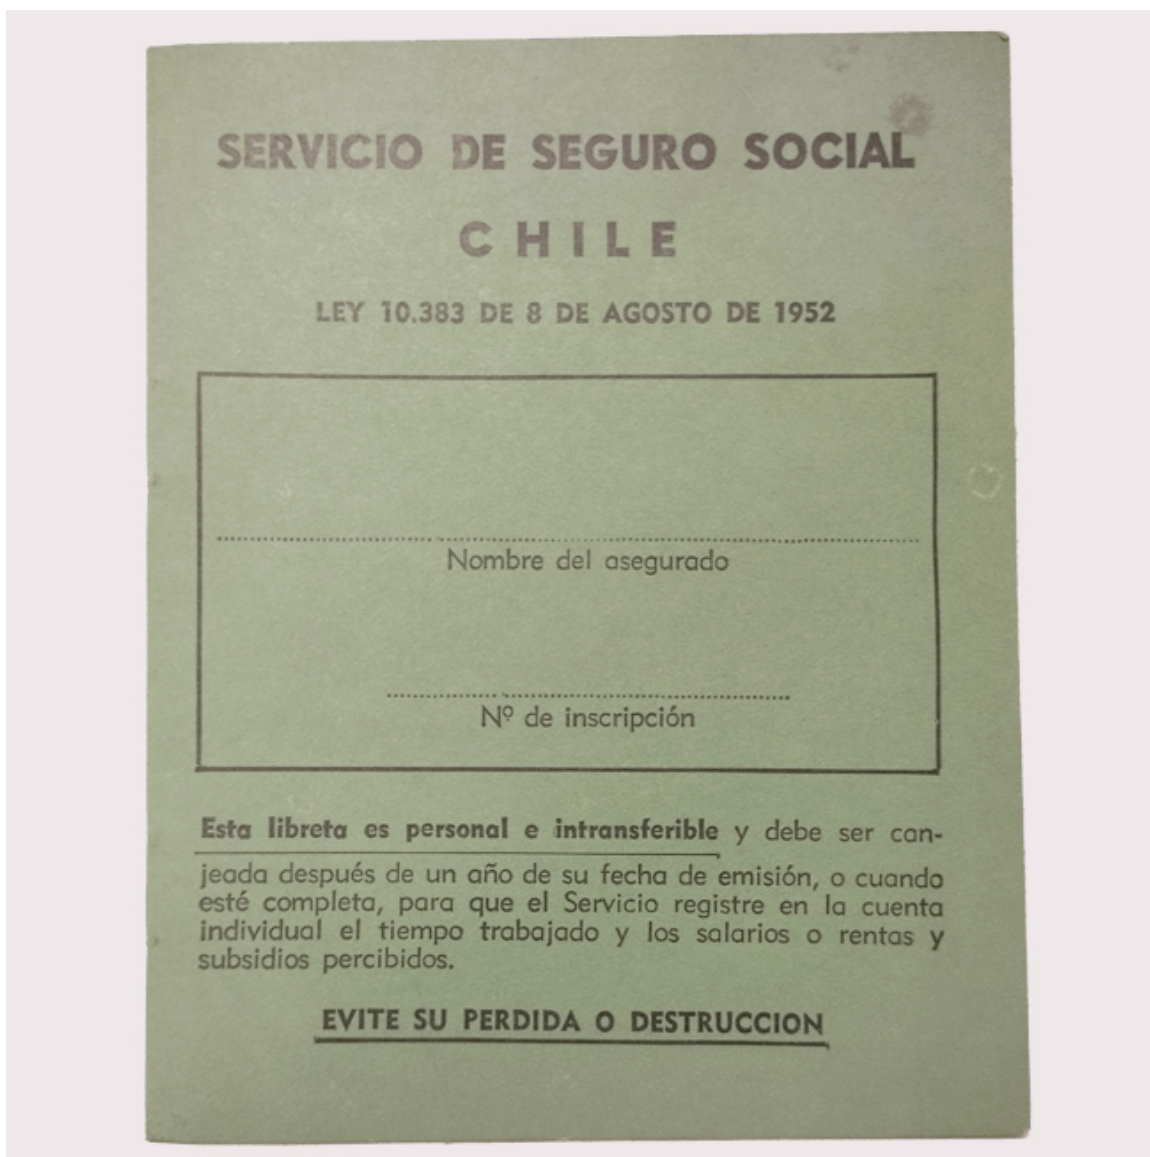 SERVICIO DE SEGURO SOCIAL
CHILE
LEY 10.383 DE 8 DE AGOSTO DE 1952
Nombre del asegurado
Nº de inscripción
Esta libreta es personal e intransferible y debe ser can-
jeada después de un año de su fecha de emisión, o cuando
esté completa, para que el Servicio registre en la cuenta
individual el tiempo trabajado y los salarios o rentas y
subsidios percibidos.
EVITE SU PERDIDA O DESTRUCCION